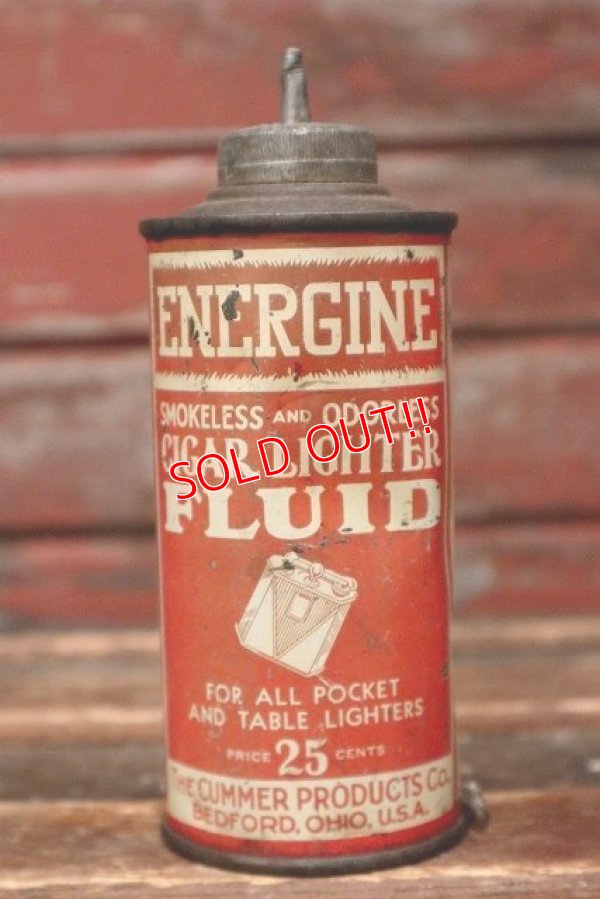 ENERGINE
SMOKELESS AND ODORLESS
CIGAR LIGHTER
SOLD OUT!!
FLUID
FOR ALL POCKET
AND TABLE LIGHTERS
PRICE 25 CENTS
THE CUMMER PRODUCTS CO.
BEDFORD, OHIO, U.S.A.